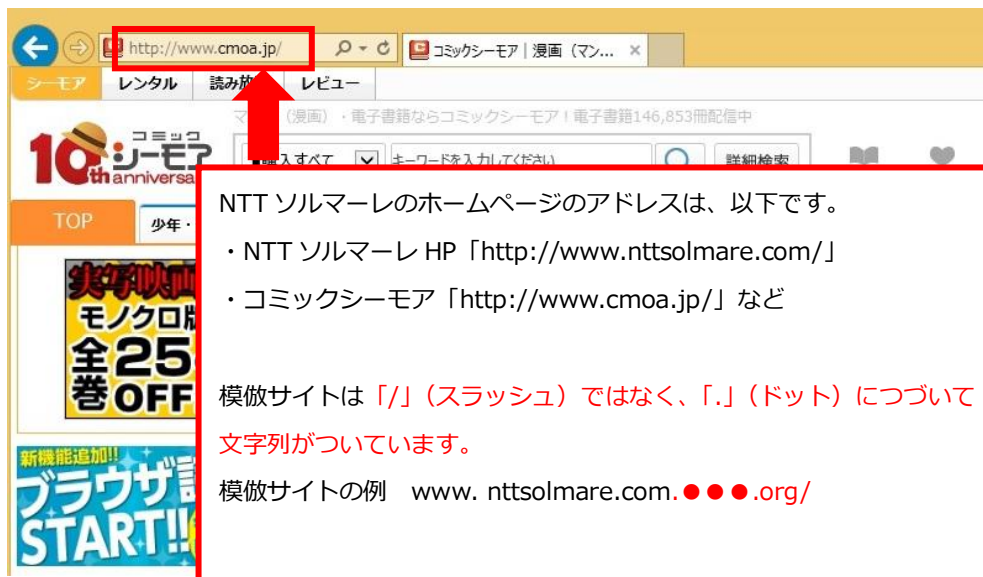 http://www.cmoa.jp/
コミックシーモア|漫画(マン... ×
シーモア レンタル 読み放 レビュー
(漫画)・電子書籍ならコミックシーモア!電子書籍146,853冊配信中
コミック
シーモア
10th anniversa
入すべて キーワードを入力してください 詳細検索
TOP 少年・
NTT ソルマーレのホームページのアドレスは、以下です。
・NTT ソルマーレ HP「http://www.nttsolmare.com/」
・コミックシーモア「http://www.cmoa.jp/」など
模倣サイトは「/」(スラッシュ)ではなく、「.」(ドット)につづいて
文字列がついています。
模倣サイトの例 www. nttsolmare.com.●●●.org/
実写映画
モノクロ版
全25
巻OFF
新機能追加!!
ブラウザ
START!!